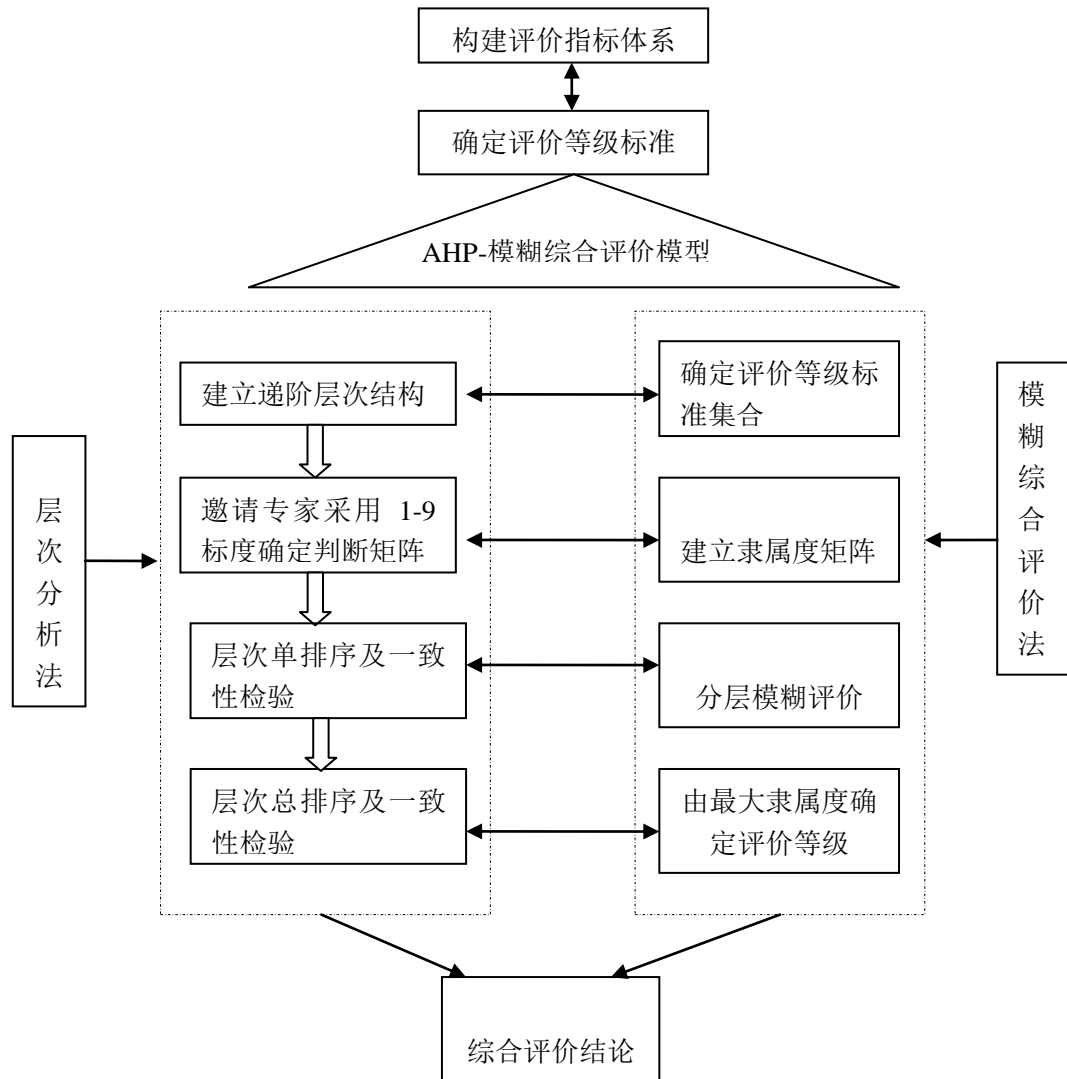 构建评价指标体系
确定评价等级标准
AHP-模糊综合评价模型
建立递阶层次结构
确定评价等级标
准集合
层次分析法
邀请专家采用 1-9
标度确定判断矩阵
建立隶属度矩阵
模糊综合评价法
层次单排序及一致
性检验
分层模糊评价
层次总排序及一致
性检验
由最大隶属度确
定评价等级
综合评价结论